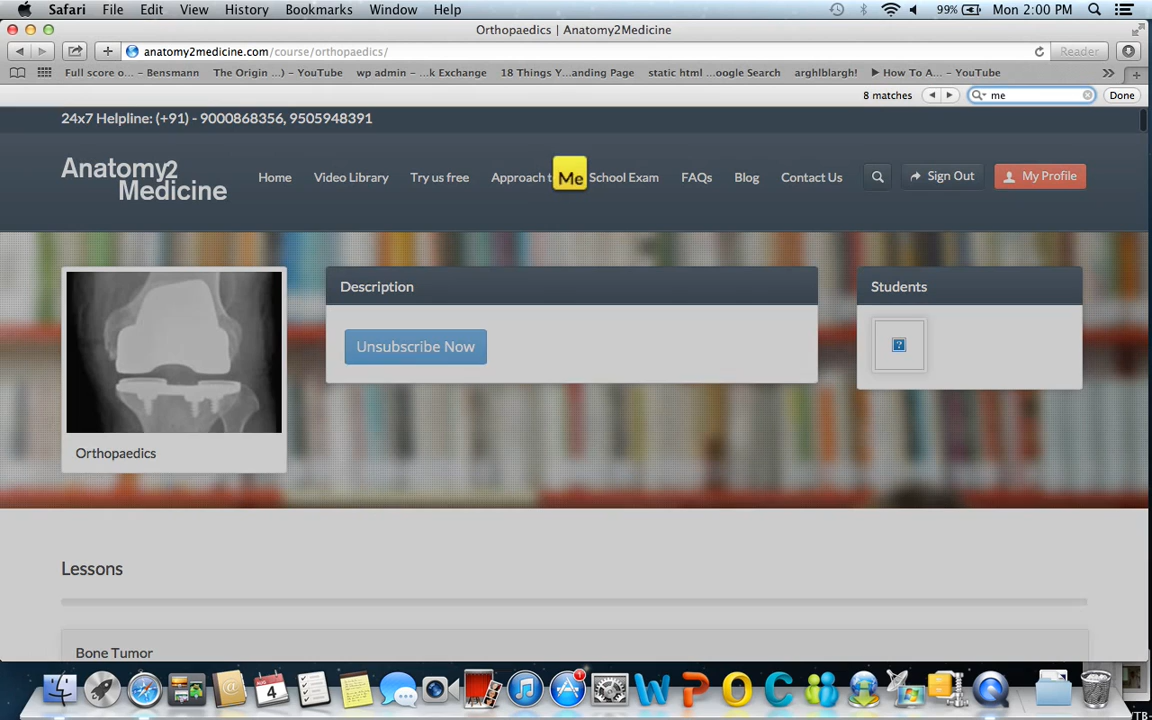 Safari File Edit View History Bookmarks Window Help 99% Mon 2:00 PM
Orthopaedics | Anatomy2Medicine
anatomy2medicine.com/course/orthopaedics/ Reader
Full score o... – Bensmann The Origin ...) – YouTube wp admin – ...k Exchange 18 Things Y...anding Page static html ...oogle Search arghlblargh! ▶ How To A... – YouTube
8 matches me Done
24x7 Helpline: (+91) - 9000868356, 9505948391
Anatomy2
Medicine
Home Video Library Try us free Approach t Me School Exam FAQs Blog Contact Us Sign Out My Profile
Description
Students
Unsubscribe Now
Orthopaedics
Lessons
Bone Tumor